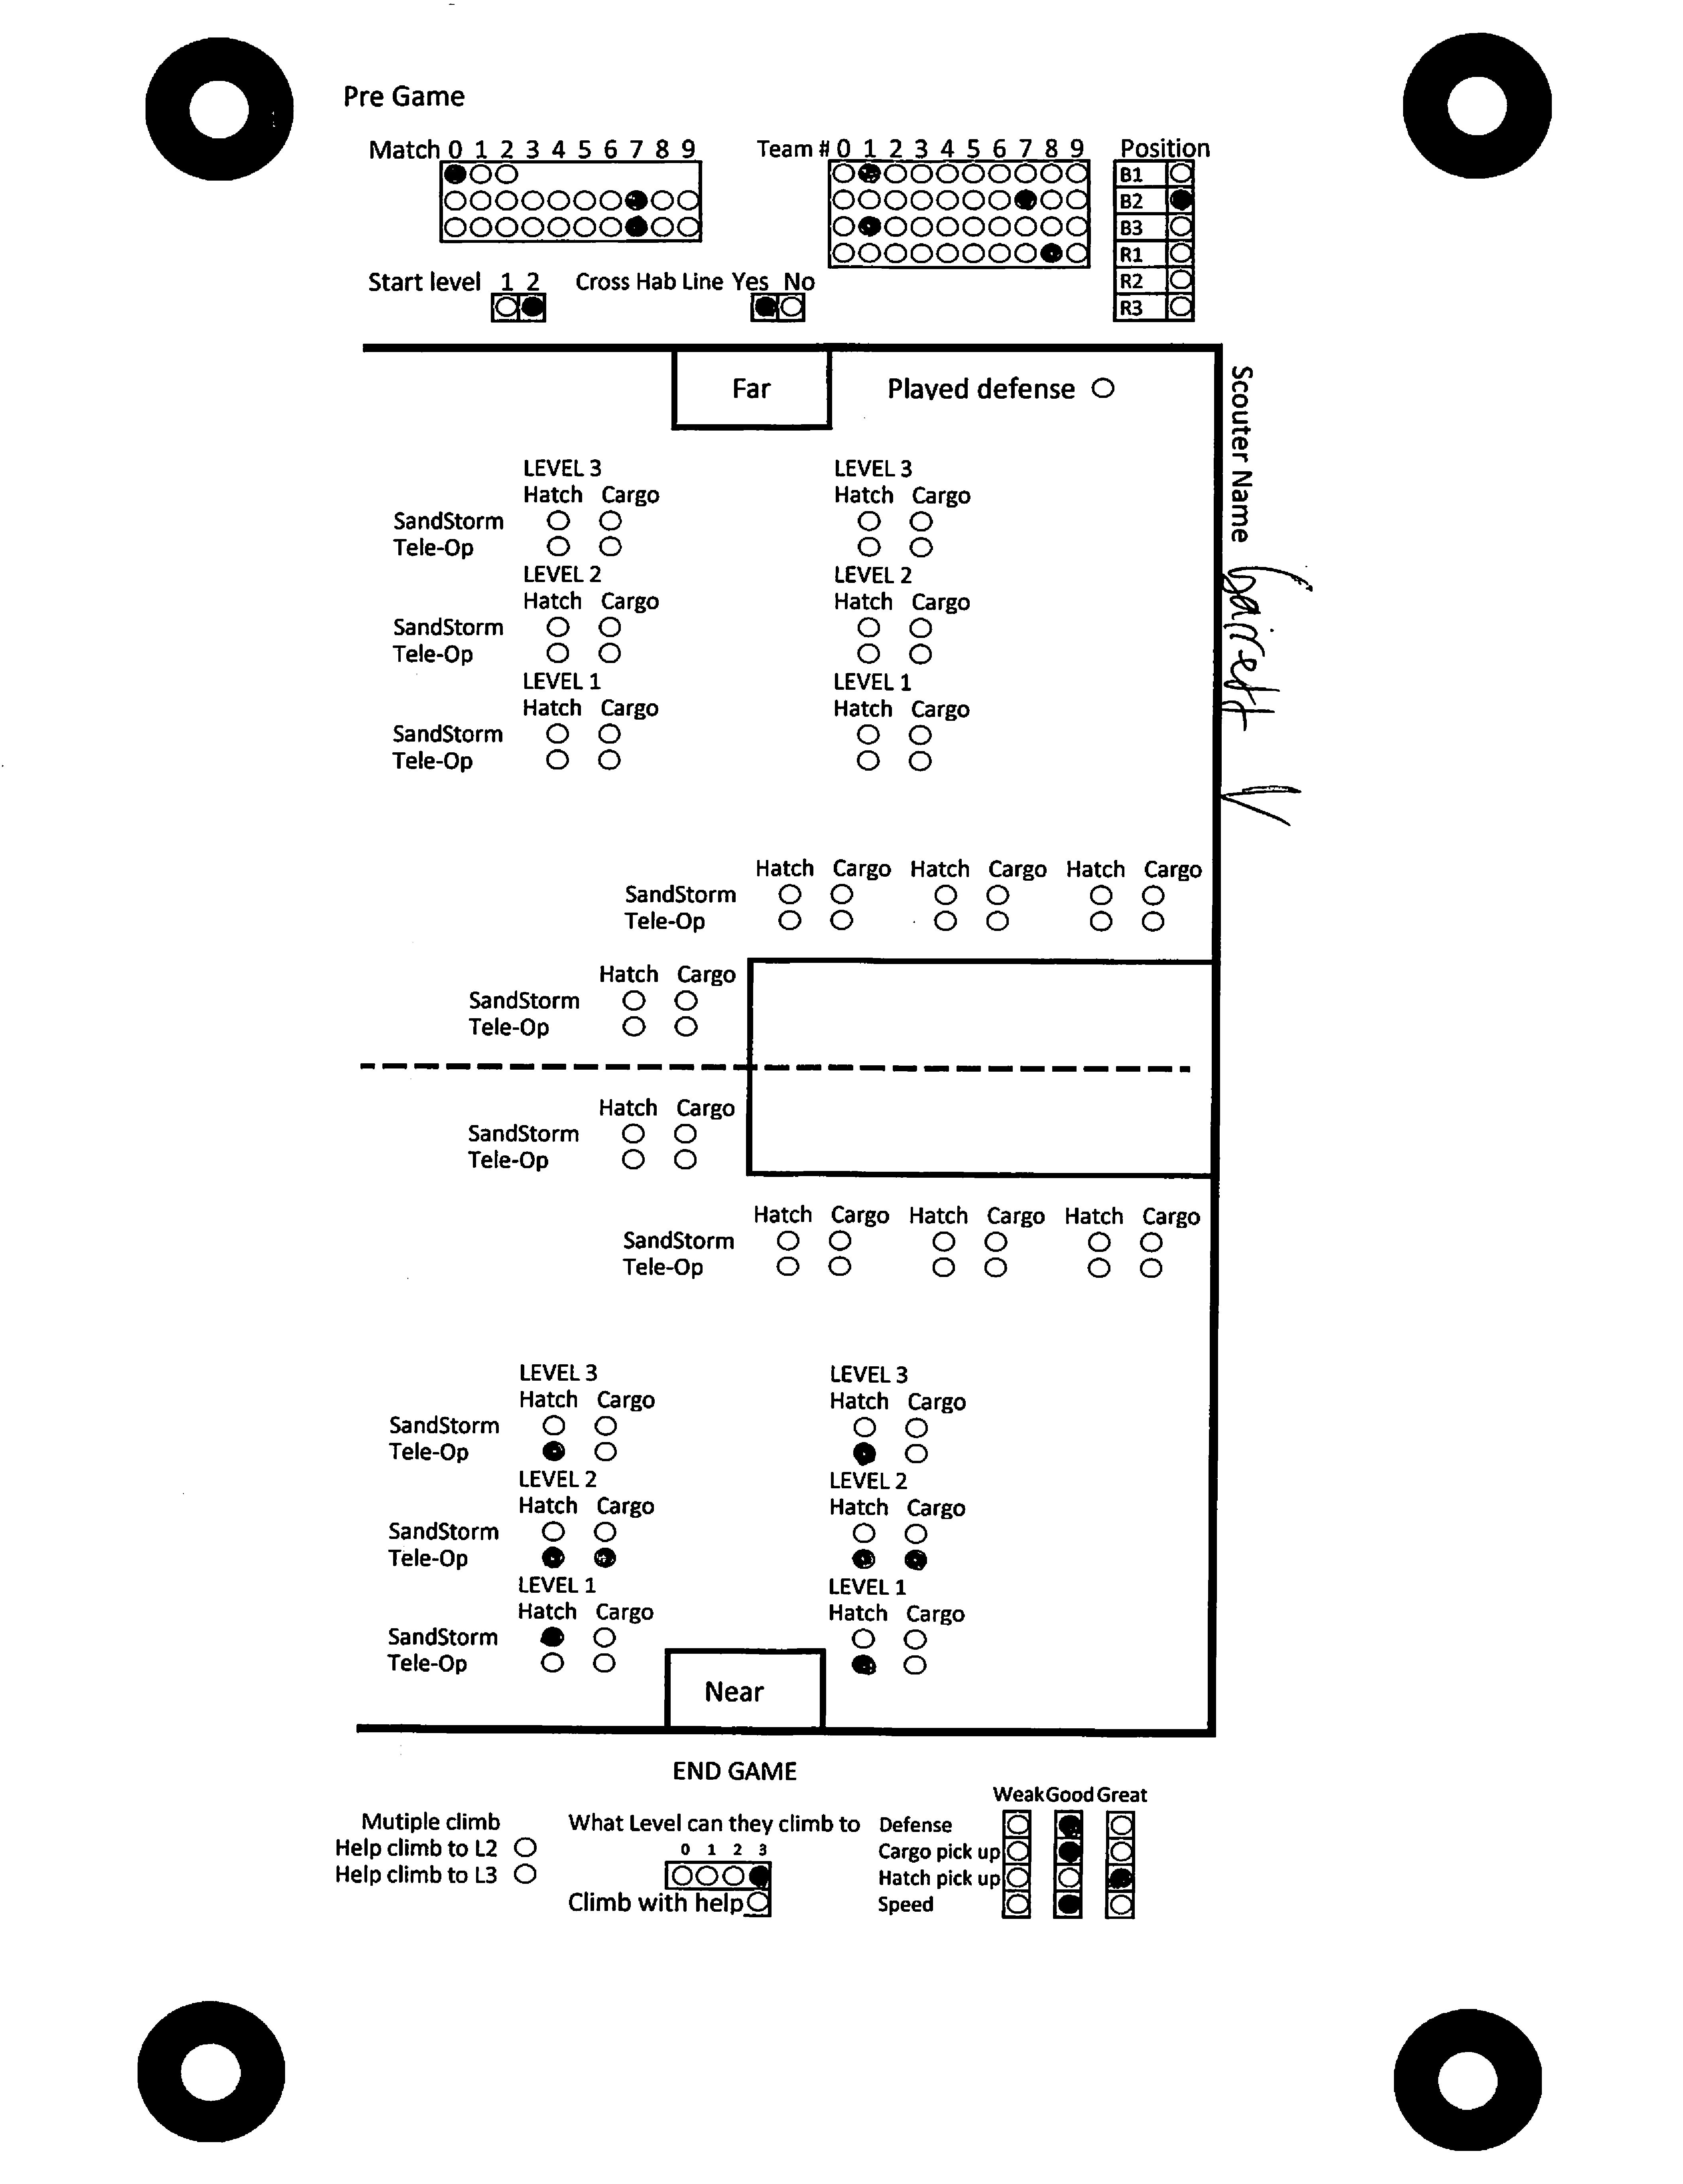 Pre Game
Match 0 1 2 3 4 5 6 7 8 9
Team # 0 1 2 3 4 5 6 7 8 9
Position
B1
B2
B3
R1
R2
R3
Start level 1 2
Cross Hab Line Yes No
Far
Played defense
Scouter Name Garrett V
LEVEL 3 LEVEL 3
Hatch Cargo Hatch Cargo
SandStorm
Tele-Op
LEVEL 2 LEVEL 2
Hatch Cargo Hatch Cargo
SandStorm
Tele-Op
LEVEL 1 LEVEL 1
Hatch Cargo Hatch Cargo
SandStorm
Tele-Op
Hatch Cargo Hatch Cargo Hatch Cargo
SandStorm
Tele-Op
Hatch Cargo
SandStorm
Tele-Op
Hatch Cargo
SandStorm
Tele-Op
Hatch Cargo Hatch Cargo Hatch Cargo
SandStorm
Tele-Op
LEVEL 3 LEVEL 3
Hatch Cargo Hatch Cargo
SandStorm
Tele-Op
LEVEL 2 LEVEL 2
Hatch Cargo Hatch Cargo
SandStorm
Tele-Op
LEVEL 1 LEVEL 1
Hatch Cargo Hatch Cargo
SandStorm
Tele-Op
Near
END GAME
Mutiple climb
Help climb to L2
Help climb to L3
What Level can they climb to
0 1 2 3
Climb with help
Weak Good Great
Defense
Cargo pick up
Hatch pick up
Speed